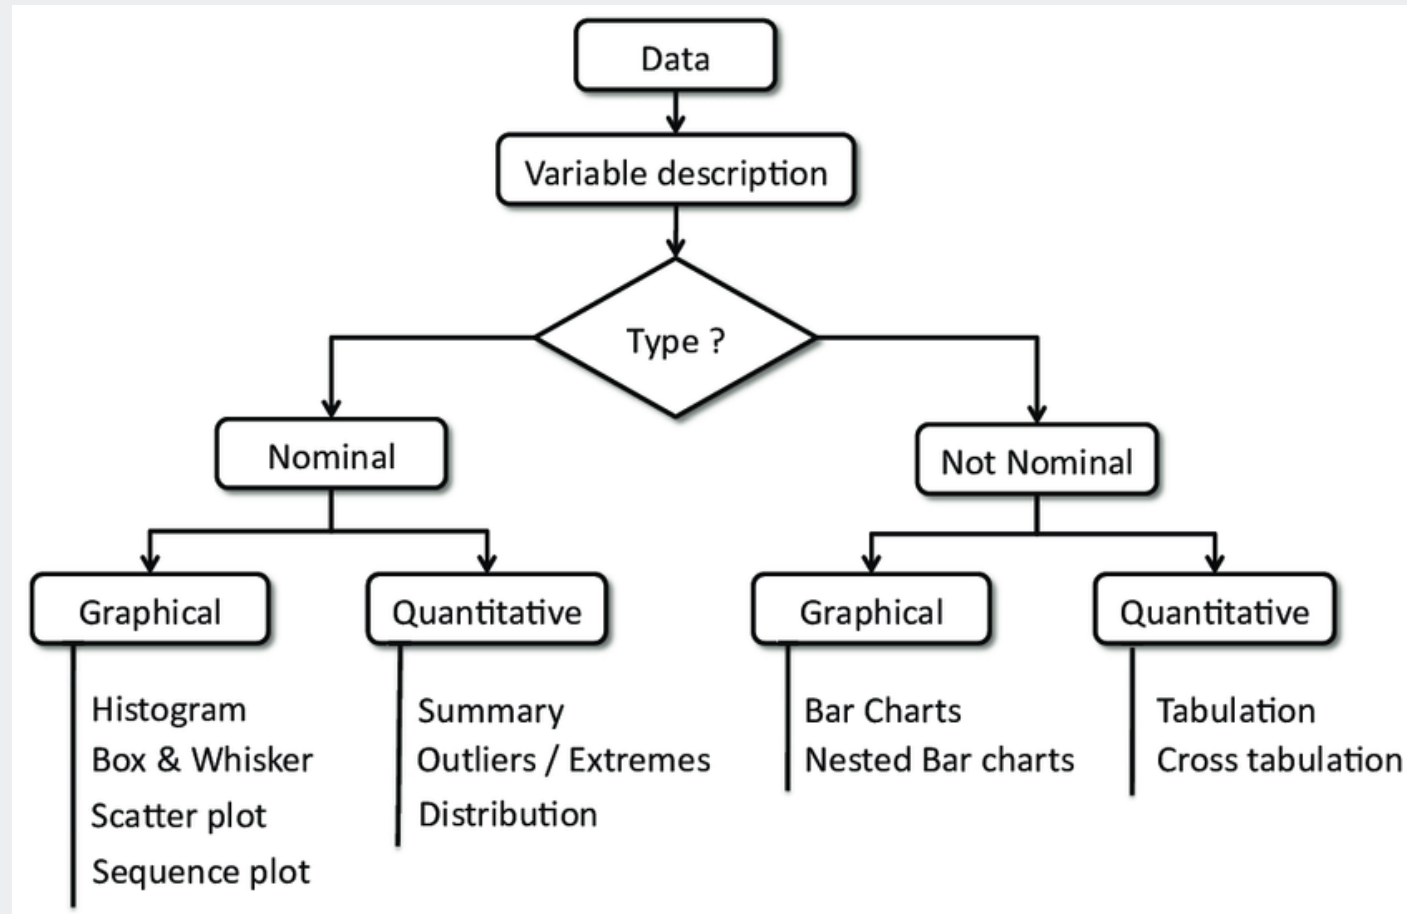 Data
Variable description
Type ?
Nominal
Not Nominal
Graphical
Quantitative
Graphical
Quantitative
Histogram
Box & Whisker
Scatter plot
Sequence plot
Summary
Outliers / Extremes
Distribution
Bar Charts
Nested Bar charts
Tabulation
Cross tabulation